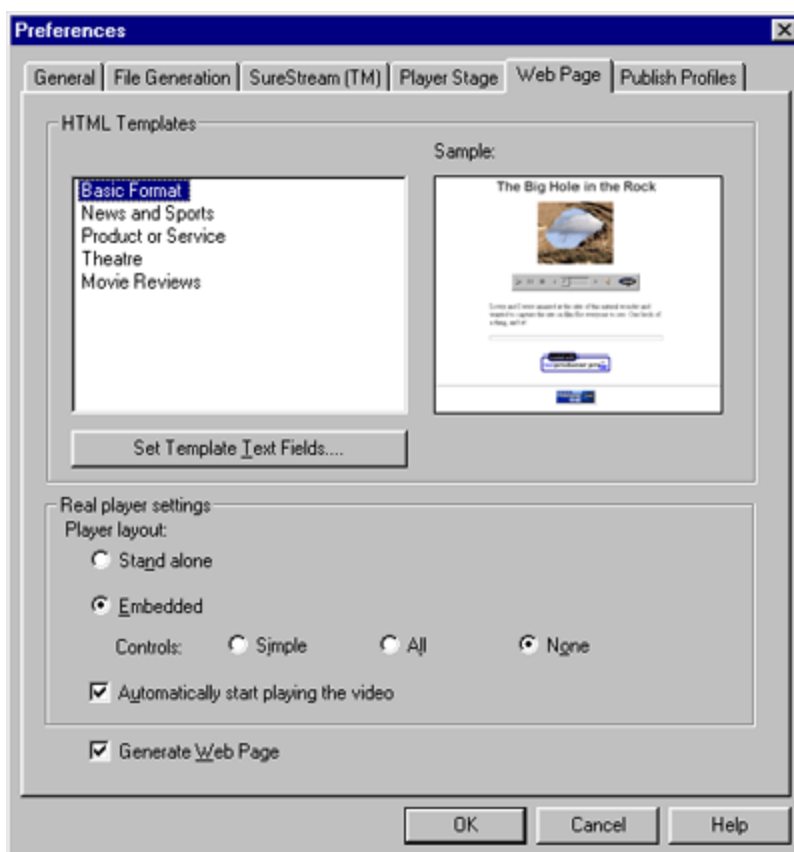 Preferences
General File Generation SureStream (TM) Player Stage Web Page Publish Profiles
HTML Templates
Sample:
Basic Format
News and Sports
Product or Service
Theatre
Movie Reviews
The Big Hole in the Rock
Set Template Text Fields....
Real player settings
Player layout:
Stand alone
Embedded
Controls: Simple All None
Automatically start playing the video
Generate Web Page
OK Cancel Help